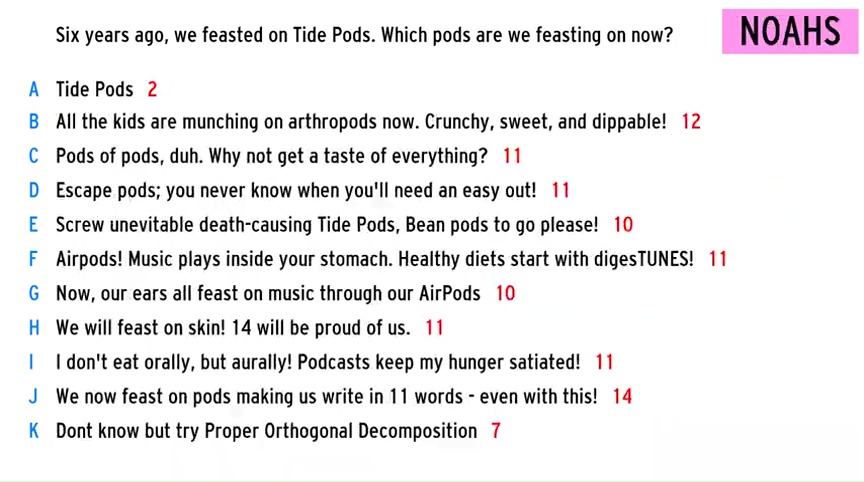 Six years ago, we feasted on Tide Pods. Which pods are we feasting on now?
NOAHS
A Tide Pods 2
B All the kids are munching on arthropods now. Crunchy, sweet, and dippable! 12
C Pods of pods, duh. Why not get a taste of everything? 11
D Escape pods; you never know when you'll need an easy out! 11
E Screw unevitable death-causing Tide Pods, Bean pods to go please! 10
F Airpods! Music plays inside your stomach. Healthy diets start with digesTUNES! 11
G Now, our ears all feast on music through our AirPods 10
H We will feast on skin! 14 will be proud of us. 11
I I don't eat orally, but aurally! Podcasts keep my hunger satiated! 11
J We now feast on pods making us write in 11 words - even with this! 14
K Dont know but try Proper Orthogonal Decomposition 7